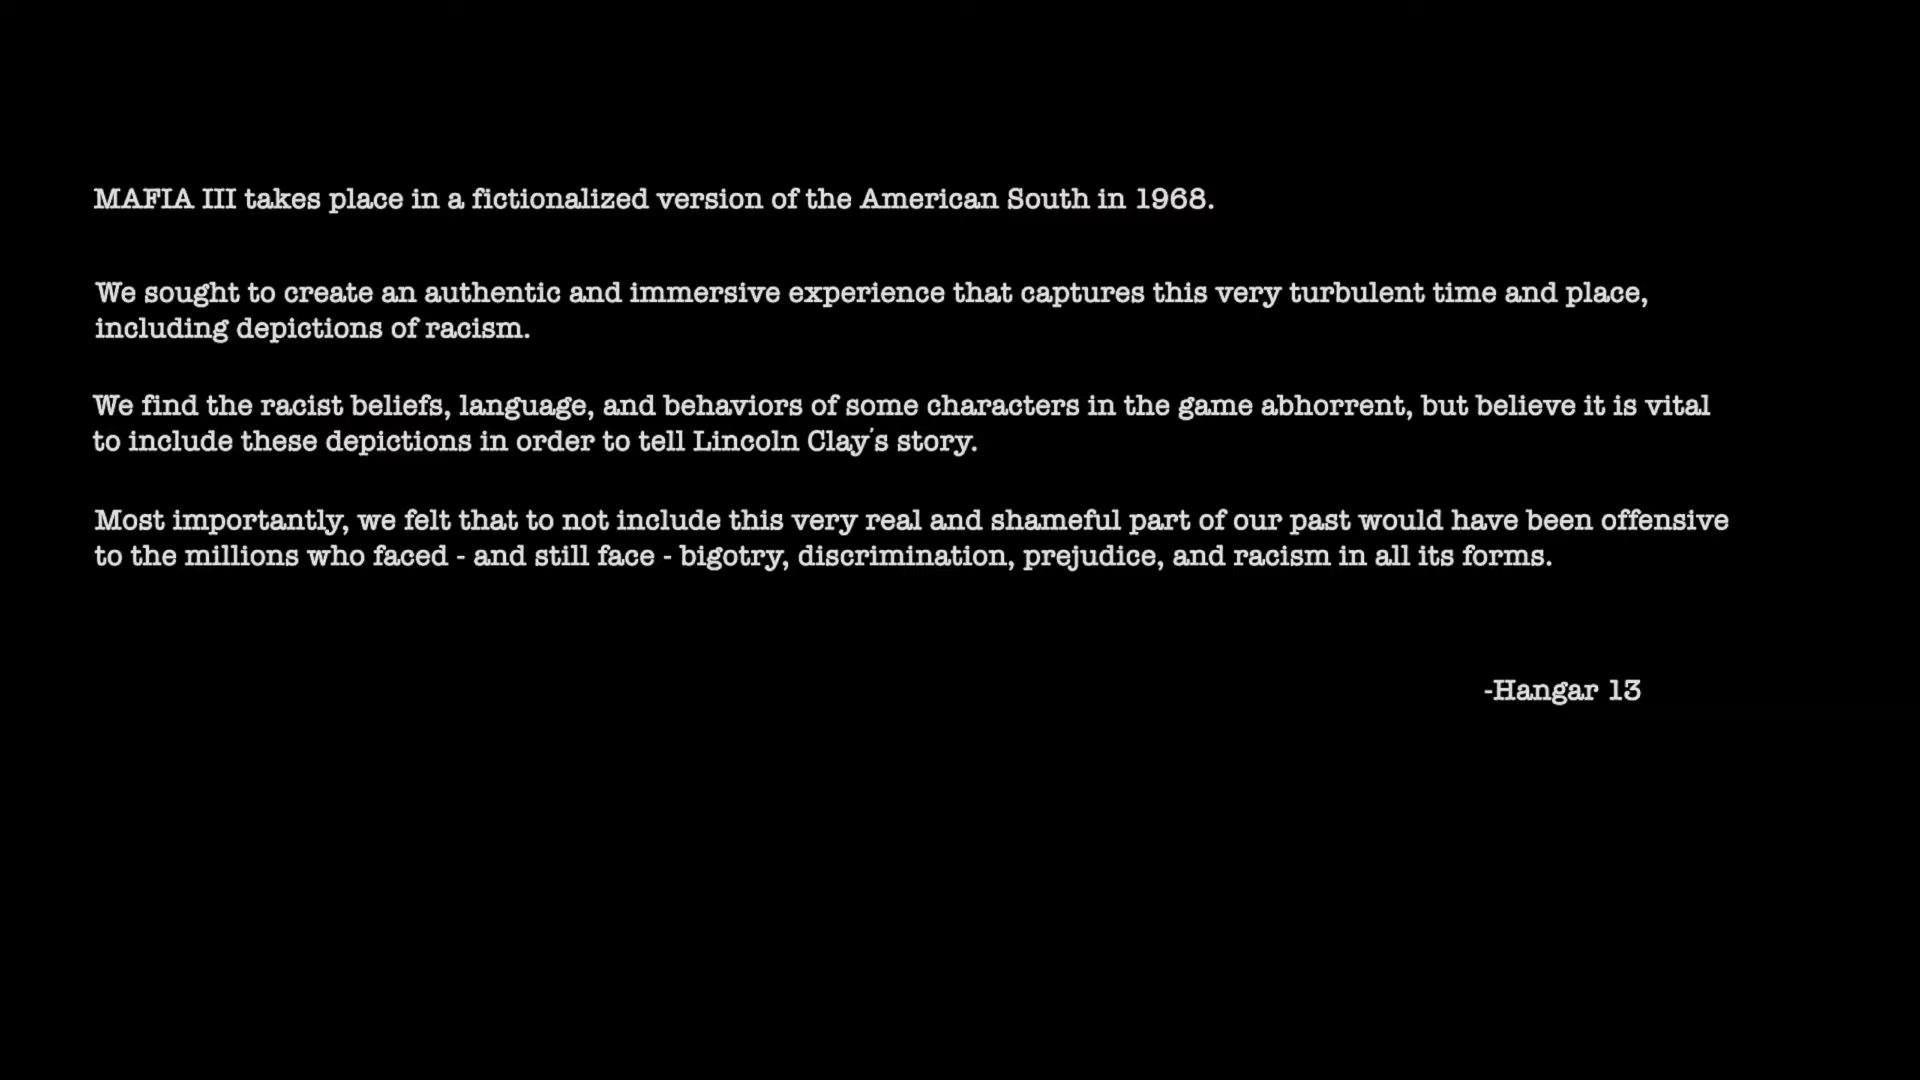 MAFIA III takes place in a fictionalized version of the American South in 1968.
We sought to create an authentic and immersive experience that captures this very turbulent time and place,
including depictions of racism.
We find the racist beliefs, language, and behaviors of some characters in the game abhorrent, but believe it is vital
to include these depictions in order to tell Lincoln Clay's story.
Most importantly, we felt that to not include this very real and shameful part of our past would have been offensive
to the millions who faced - and still face - bigotry, discrimination, prejudice, and racism in all its forms.
-Hangar 13